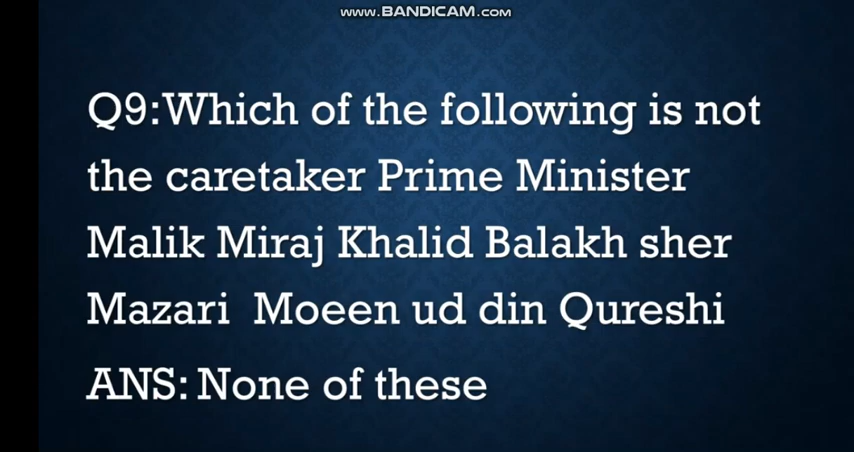 www.BANDICAM.com
Q9:Which of the following is not
the caretaker Prime Minister
Malik Miraj Khalid Balakh sher
Mazari Moeen ud din Qureshi
ANS: None of these